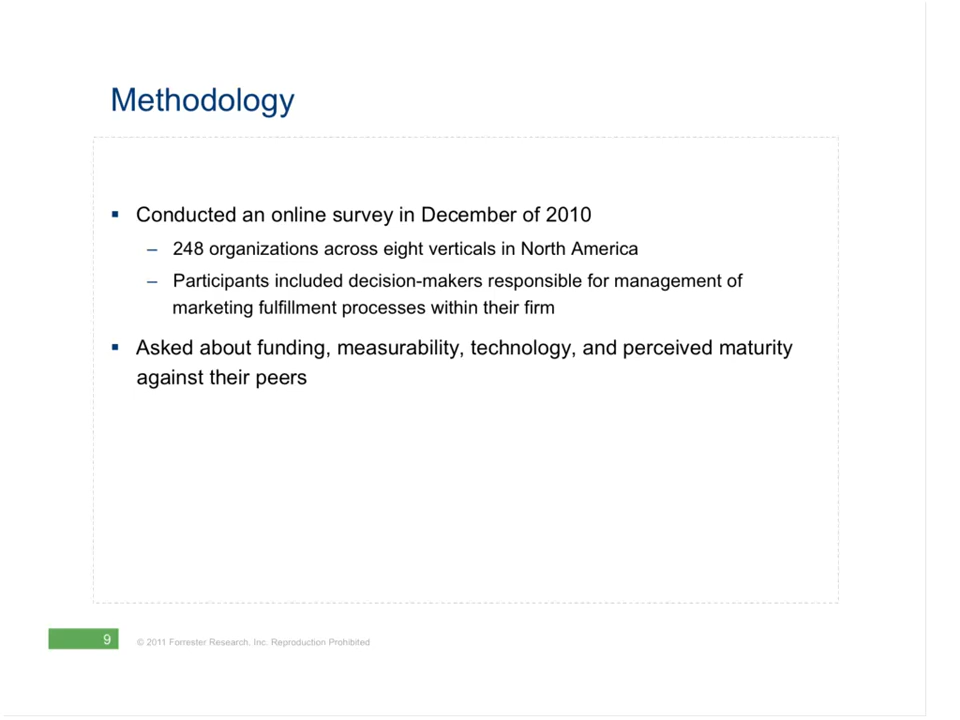 Methodology
▪ Conducted an online survey in December of 2010
– 248 organizations across eight verticals in North America
– Participants included decision-makers responsible for management of
marketing fulfillment processes within their firm
▪ Asked about funding, measurability, technology, and perceived maturity
against their peers
9 © 2011 Forrester Research. Inc. Reproduction Prohibited